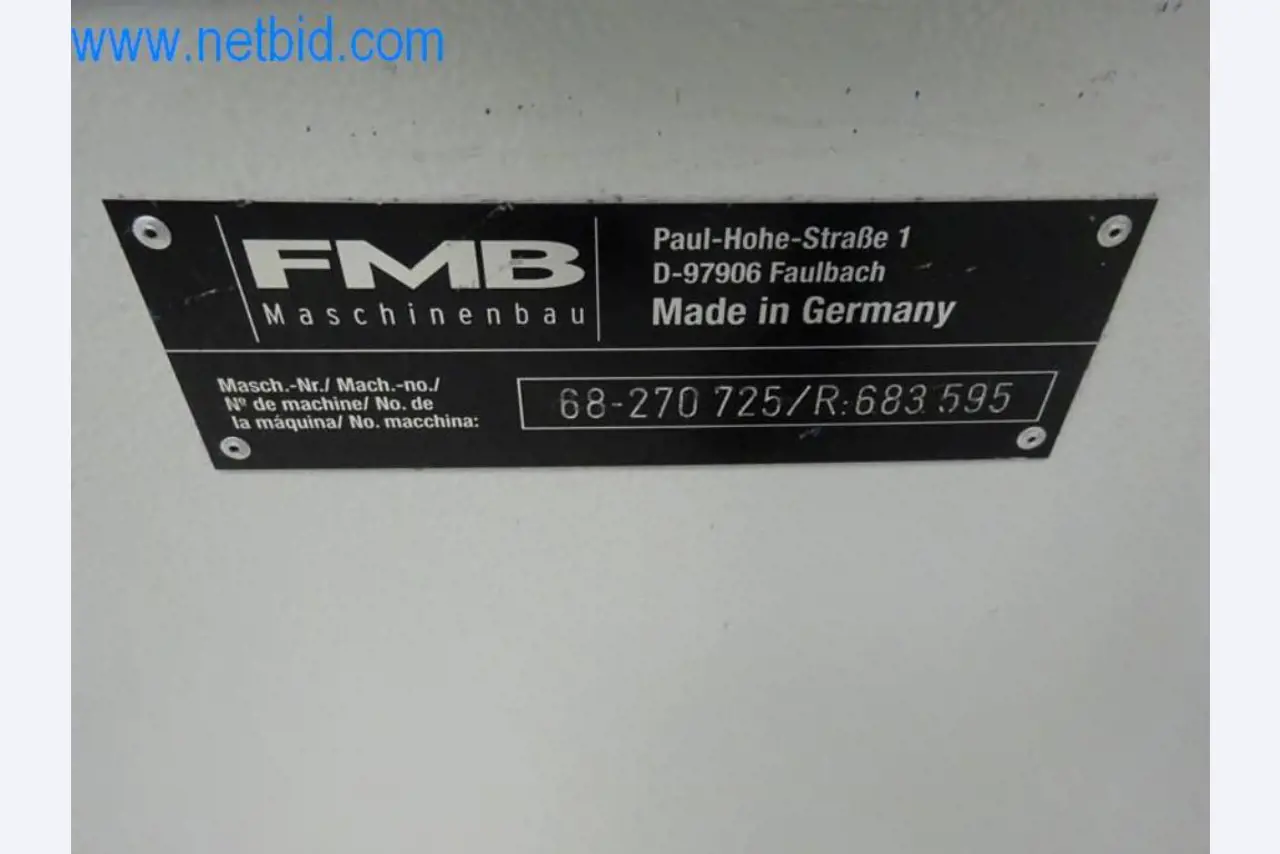 www.netbid.com
FMB
Maschinenbau
Paul-Hohe-Straße 1
D-97906 Faulbach
Made in Germany
Masch.-Nr./ Mach.-no./
Nº de machine/ No. de
la máquina/ No. macchina:
68-270 725/R:683 595